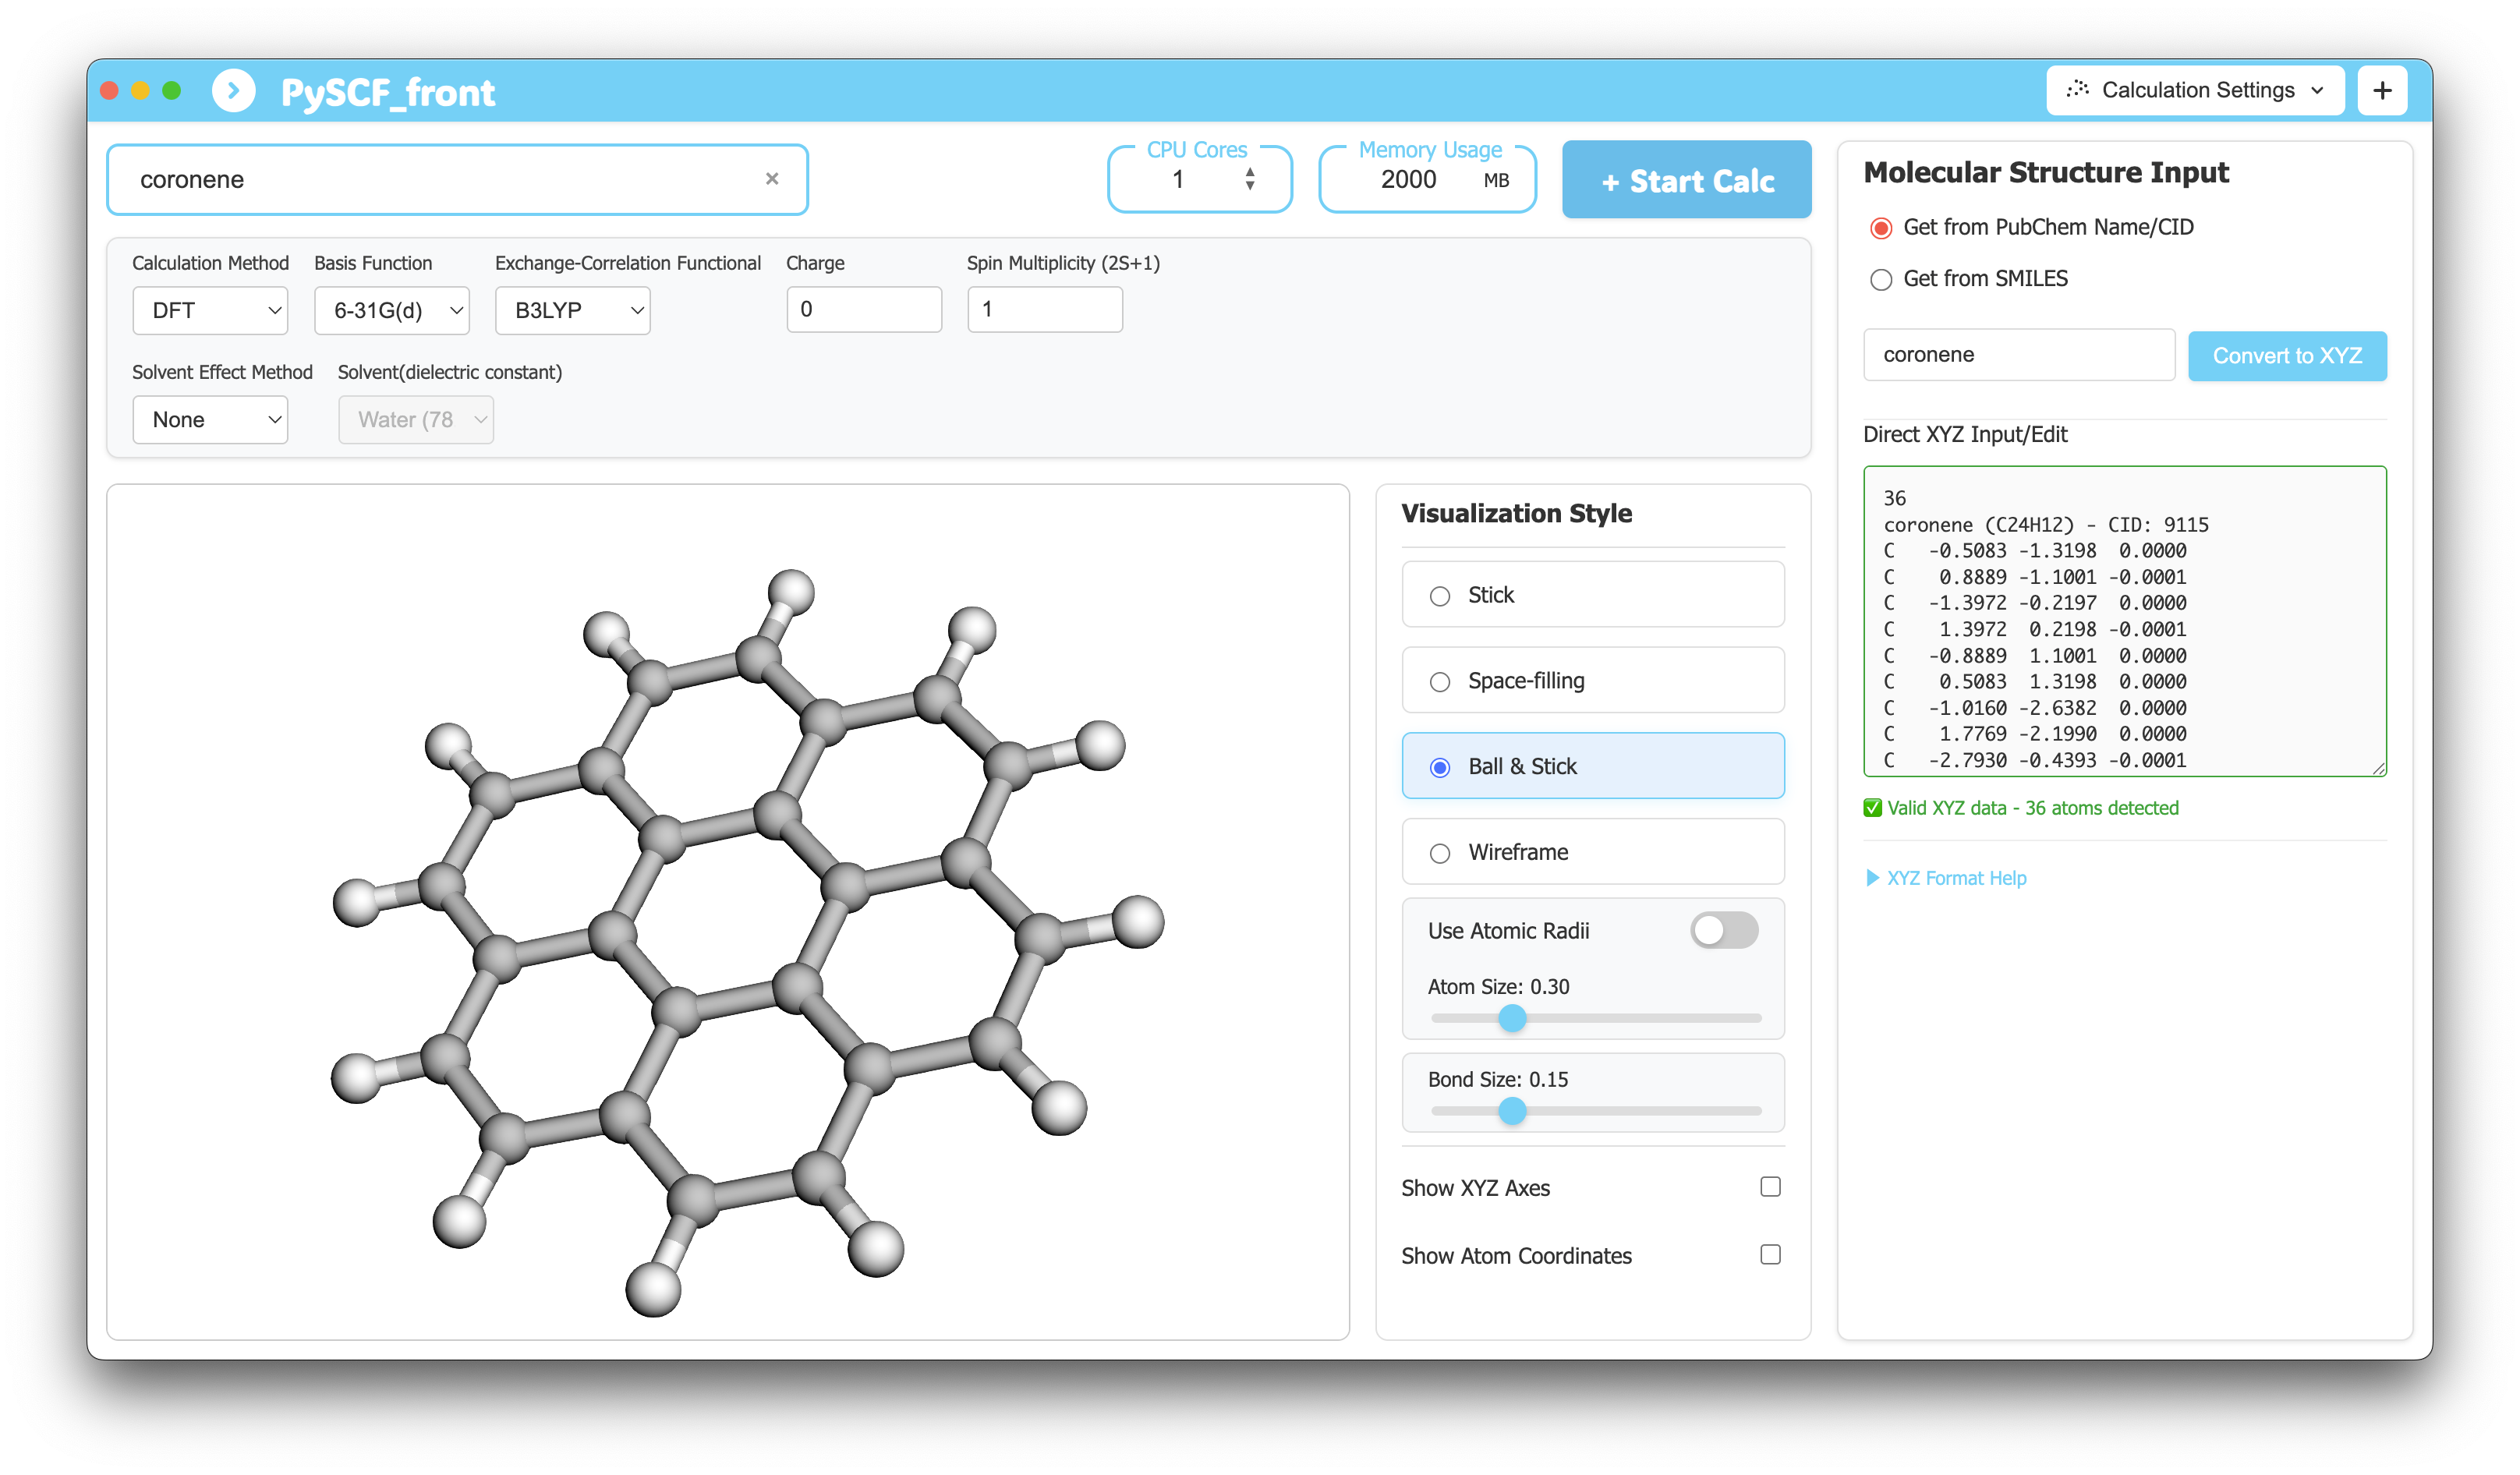 PySCF_front
Calculation Settings
+
coronene ×
CPU Cores
1
Memory Usage
2000 MB
+ Start Calc
Calculation Method
DFT
Basis Function
6-31G(d)
Exchange-Correlation Functional
B3LYP
Charge
0
Spin Multiplicity (2S+1)
1
Solvent Effect Method
None
Solvent(dielectric constant)
Water (78
Visualization Style
Stick
Space-filling
Ball & Stick
Wireframe
Use Atomic Radii
Atom Size: 0.30
Bond Size: 0.15
Show XYZ Axes
Show Atom Coordinates
Molecular Structure Input
Get from PubChem Name/CID
Get from SMILES
coronene
Convert to XYZ
Direct XYZ Input/Edit
36
coronene (C24H12) - CID: 9115
C -0.5083 -1.3198 0.0000
C 0.8889 -1.1001 -0.0001
C -1.3972 -0.2197 0.0000
C 1.3972 0.2198 -0.0001
C -0.8889 1.1001 0.0000
C 0.5083 1.3198 0.0000
C -1.0160 -2.6382 0.0000
C 1.7769 -2.1990 0.0000
C -2.7930 -0.4393 -0.0001
✅ Valid XYZ data - 36 atoms detected
XYZ Format Help